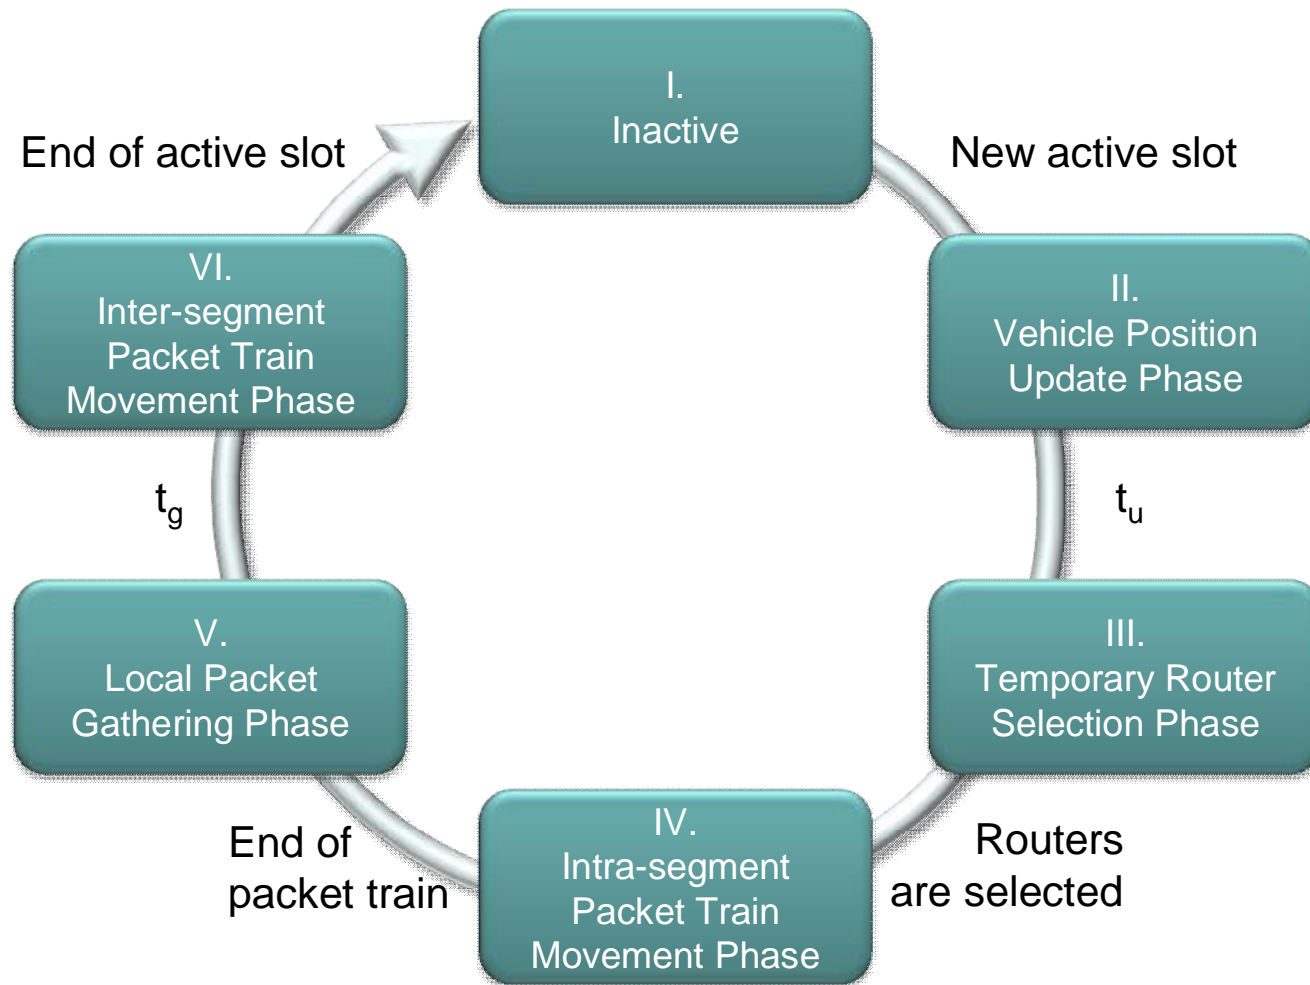 I.
Inactive
End of active slot
New active slot
VI.
Inter-segment
Packet Train
Movement Phase
II.
Vehicle Position
Update Phase
t_g
t_u
V.
Local Packet
Gathering Phase
III.
Temporary Router
Selection Phase
End of
packet train
IV.
Intra-segment
Packet Train
Movement Phase
Routers
are selected